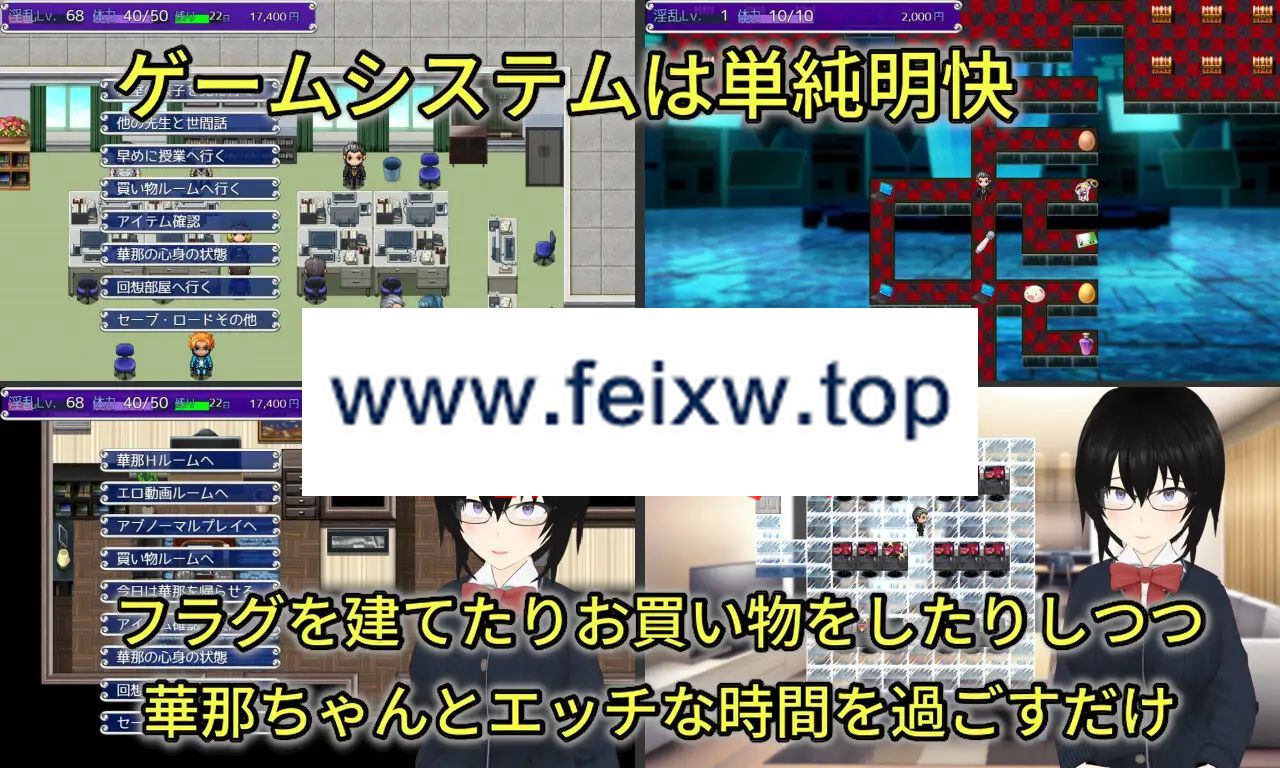 淫乱Lv. 68 体力 40/50 残り 22日 17,400円
淫乱Lv. 1 体力 10/10 2,000円
ゲームシステムは単純明快
他の先生と世間話
早めに授業へ行く
買い物ルームへ行く
アイテム確認
華那の心身の状態
回想部屋へ行く
セーブ・ロードその他
www.feixw.top
淫乱Lv. 68 体力 40/50 残り 22日 17,400円
華那Hルームへ
エロ動画ルームへ
アブノーマルプレイへ
買い物ルームへ
今日は華那を帰らせる
フラグを建てたりお買い物をしたりしつつ
華那の心身の状態
華那ちゃんとエッチな時間を過ごすだけ